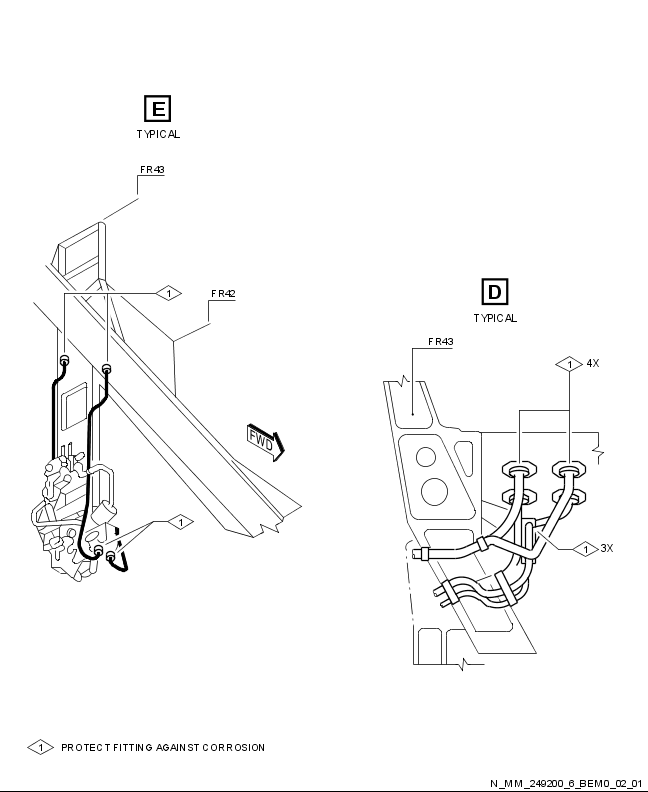 E
TYPICAL
FR43
1
FR42
FWD
1
D
TYPICAL
FR43
1 4X
1 3X
1 PROTECT FITTING AGAINST CORROSION
N_MM_249200_6_BEM0_02_01